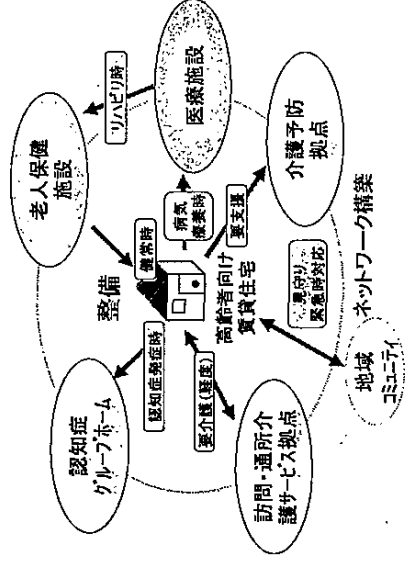 認知症
グループホーム
老人保健
施設
リハビリ時
医療施設
整備
健常時
認知症発症時
病気
療養時
高齢者向け
賃貸住宅
要介護(軽度)
要支援
訪問・通所介
護サービス拠点
見守り
緊急時対応
介護予防
拠点
地域
コミュニティ
ネットワーク構築